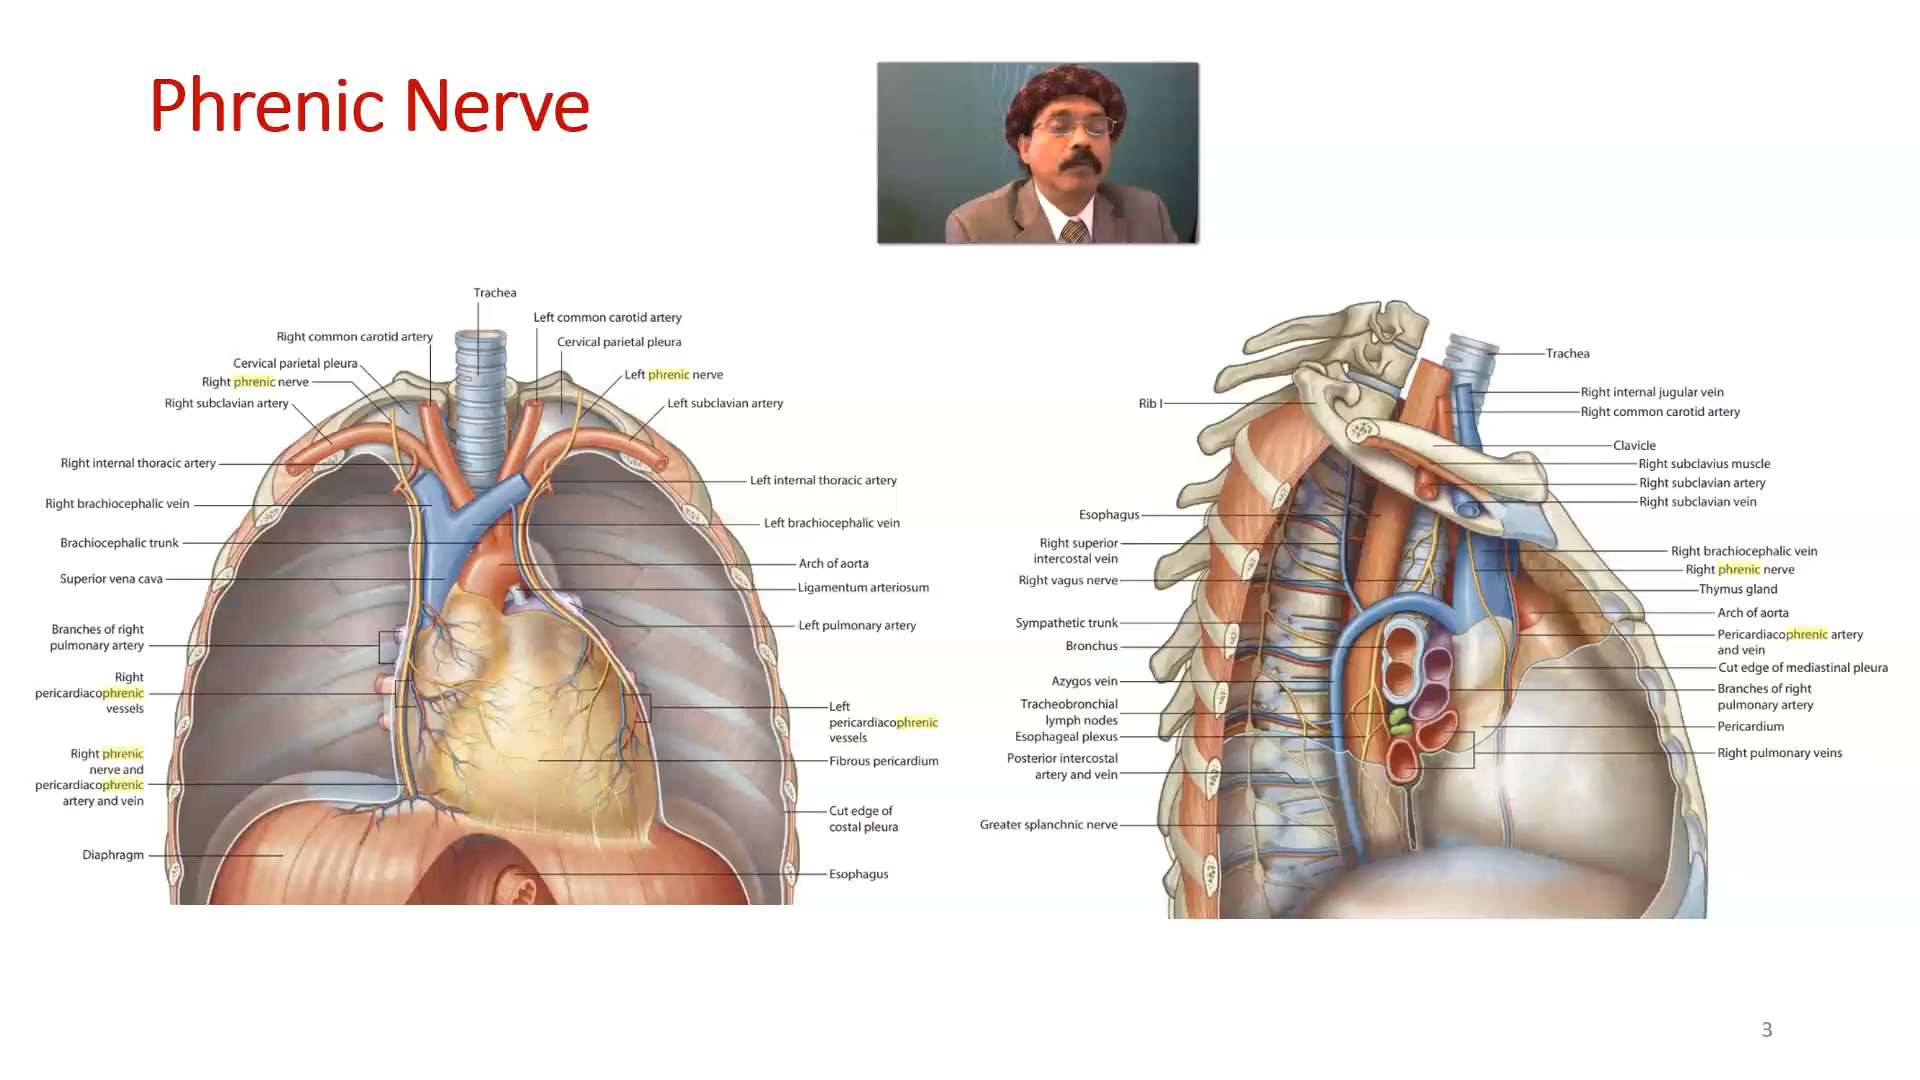 Phrenic Nerve
Trachea
Left common carotid artery
Right common carotid artery
Cervical parietal pleura
Cervical parietal pleura
Left phrenic nerve
Right phrenic nerve
Right subclavian artery
Left subclavian artery
Right internal thoracic artery
Left internal thoracic artery
Right brachiocephalic vein
Left brachiocephalic vein
Brachiocephalic trunk
Arch of aorta
Superior vena cava
Ligamentum arteriosum
Branches of right
pulmonary artery
Left pulmonary artery
Right
pericardiacophrenic
vessels
Left
pericardiacophrenic
vessels
Right phrenic
nerve and
pericardiacophrenic
artery and vein
Fibrous pericardium
Cut edge of
costal pleura
Diaphragm
Esophagus
Trachea
Right internal jugular vein
Rib I
Right common carotid artery
Clavicle
Right subclavius muscle
Right subclavian artery
Right subclavian vein
Esophagus
Right superior
intercostal vein
Right vagus nerve
Right brachiocephalic vein
Right phrenic nerve
Thymus gland
Arch of aorta
Sympathetic trunk
Bronchus
Pericardiacophrenic artery
and vein
Cut edge of mediastinal pleura
Azygos vein
Branches of right
pulmonary artery
Tracheobronchial
lymph nodes
Esophageal plexus
Pericardium
Posterior intercostal
artery and vein
Right pulmonary veins
Greater splanchnic nerve
3